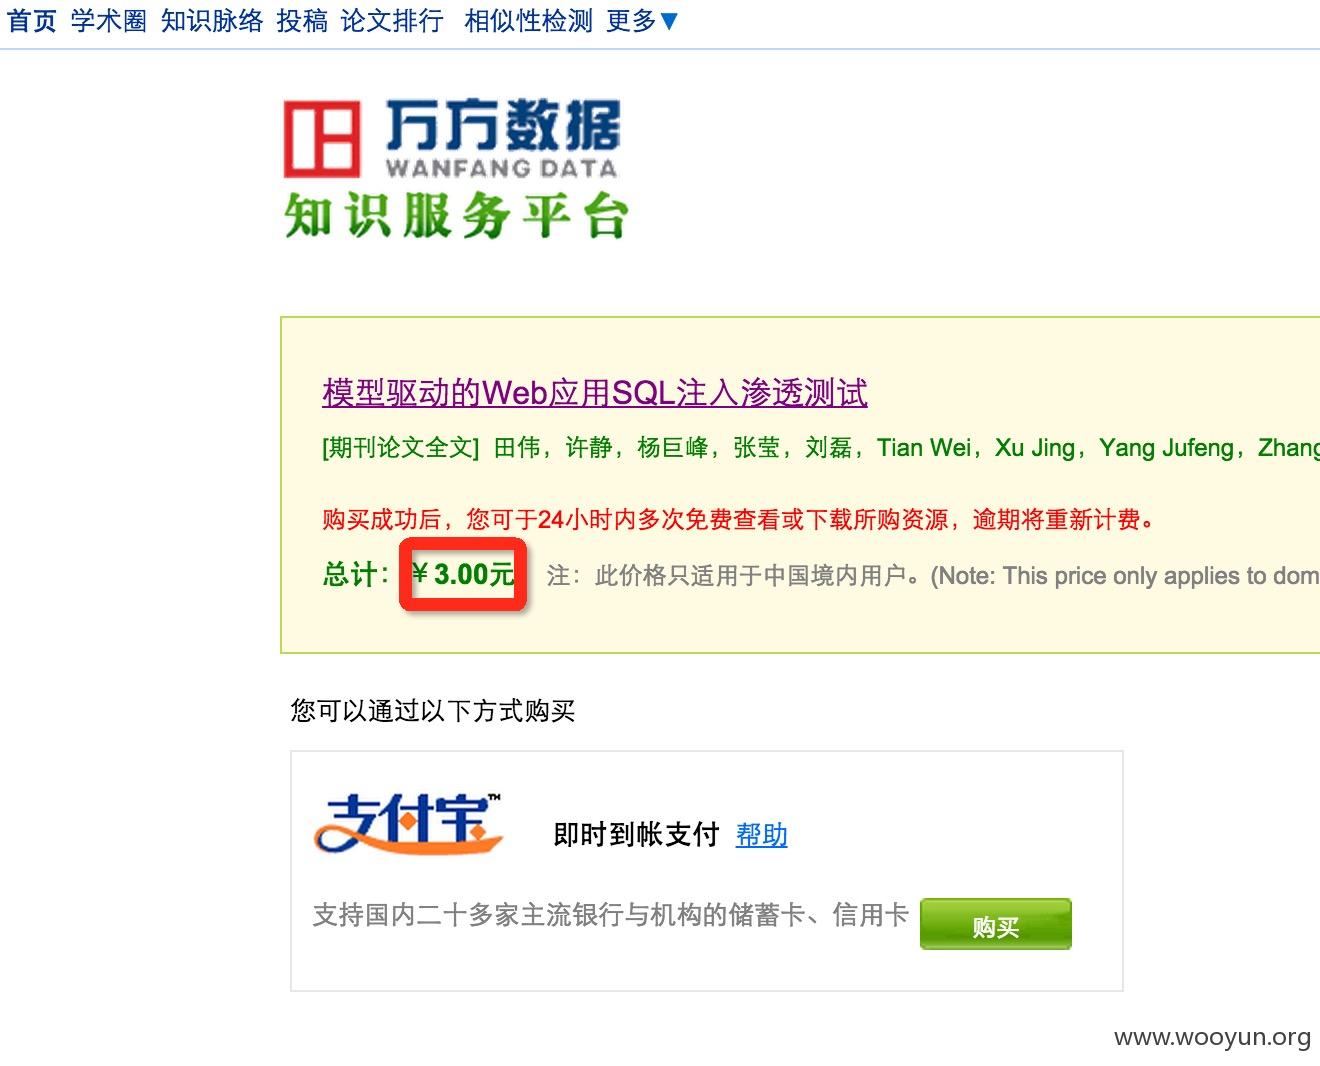 首页 学术圈 知识脉络 投稿 论文排行 相似性检测 更多▼
万方数据
WANFANG DATA
知识服务平台
模型驱动的Web应用SQL注入渗透测试
[期刊论文全文] 田伟，许静，杨巨峰，张莹，刘磊，Tian Wei，Xu Jing，Yang Jufeng，Zhang
购买成功后，您可于24小时内多次免费查看或下载所购资源，逾期将重新计费。
总计：￥3.00元 注：此价格只适用于中国境内用户。(Note: This price only applies to dom
您可以通过以下方式购买
支付宝™ 即时到帐支付 帮助
支持国内二十多家主流银行与机构的储蓄卡、信用卡 购买
www.wooyun.org